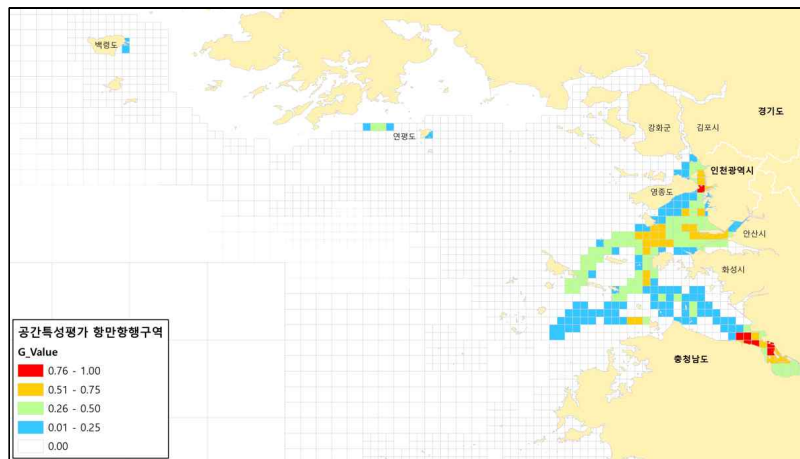 백령도
연평도
강화군
김포시
경기도
인천광역시
영종도
안산시
화성시
충청남도
공간특성평가 항만항행구역
G_Value
0.76 - 1.00
0.51 - 0.75
0.26 - 0.50
0.01 - 0.25
0.00